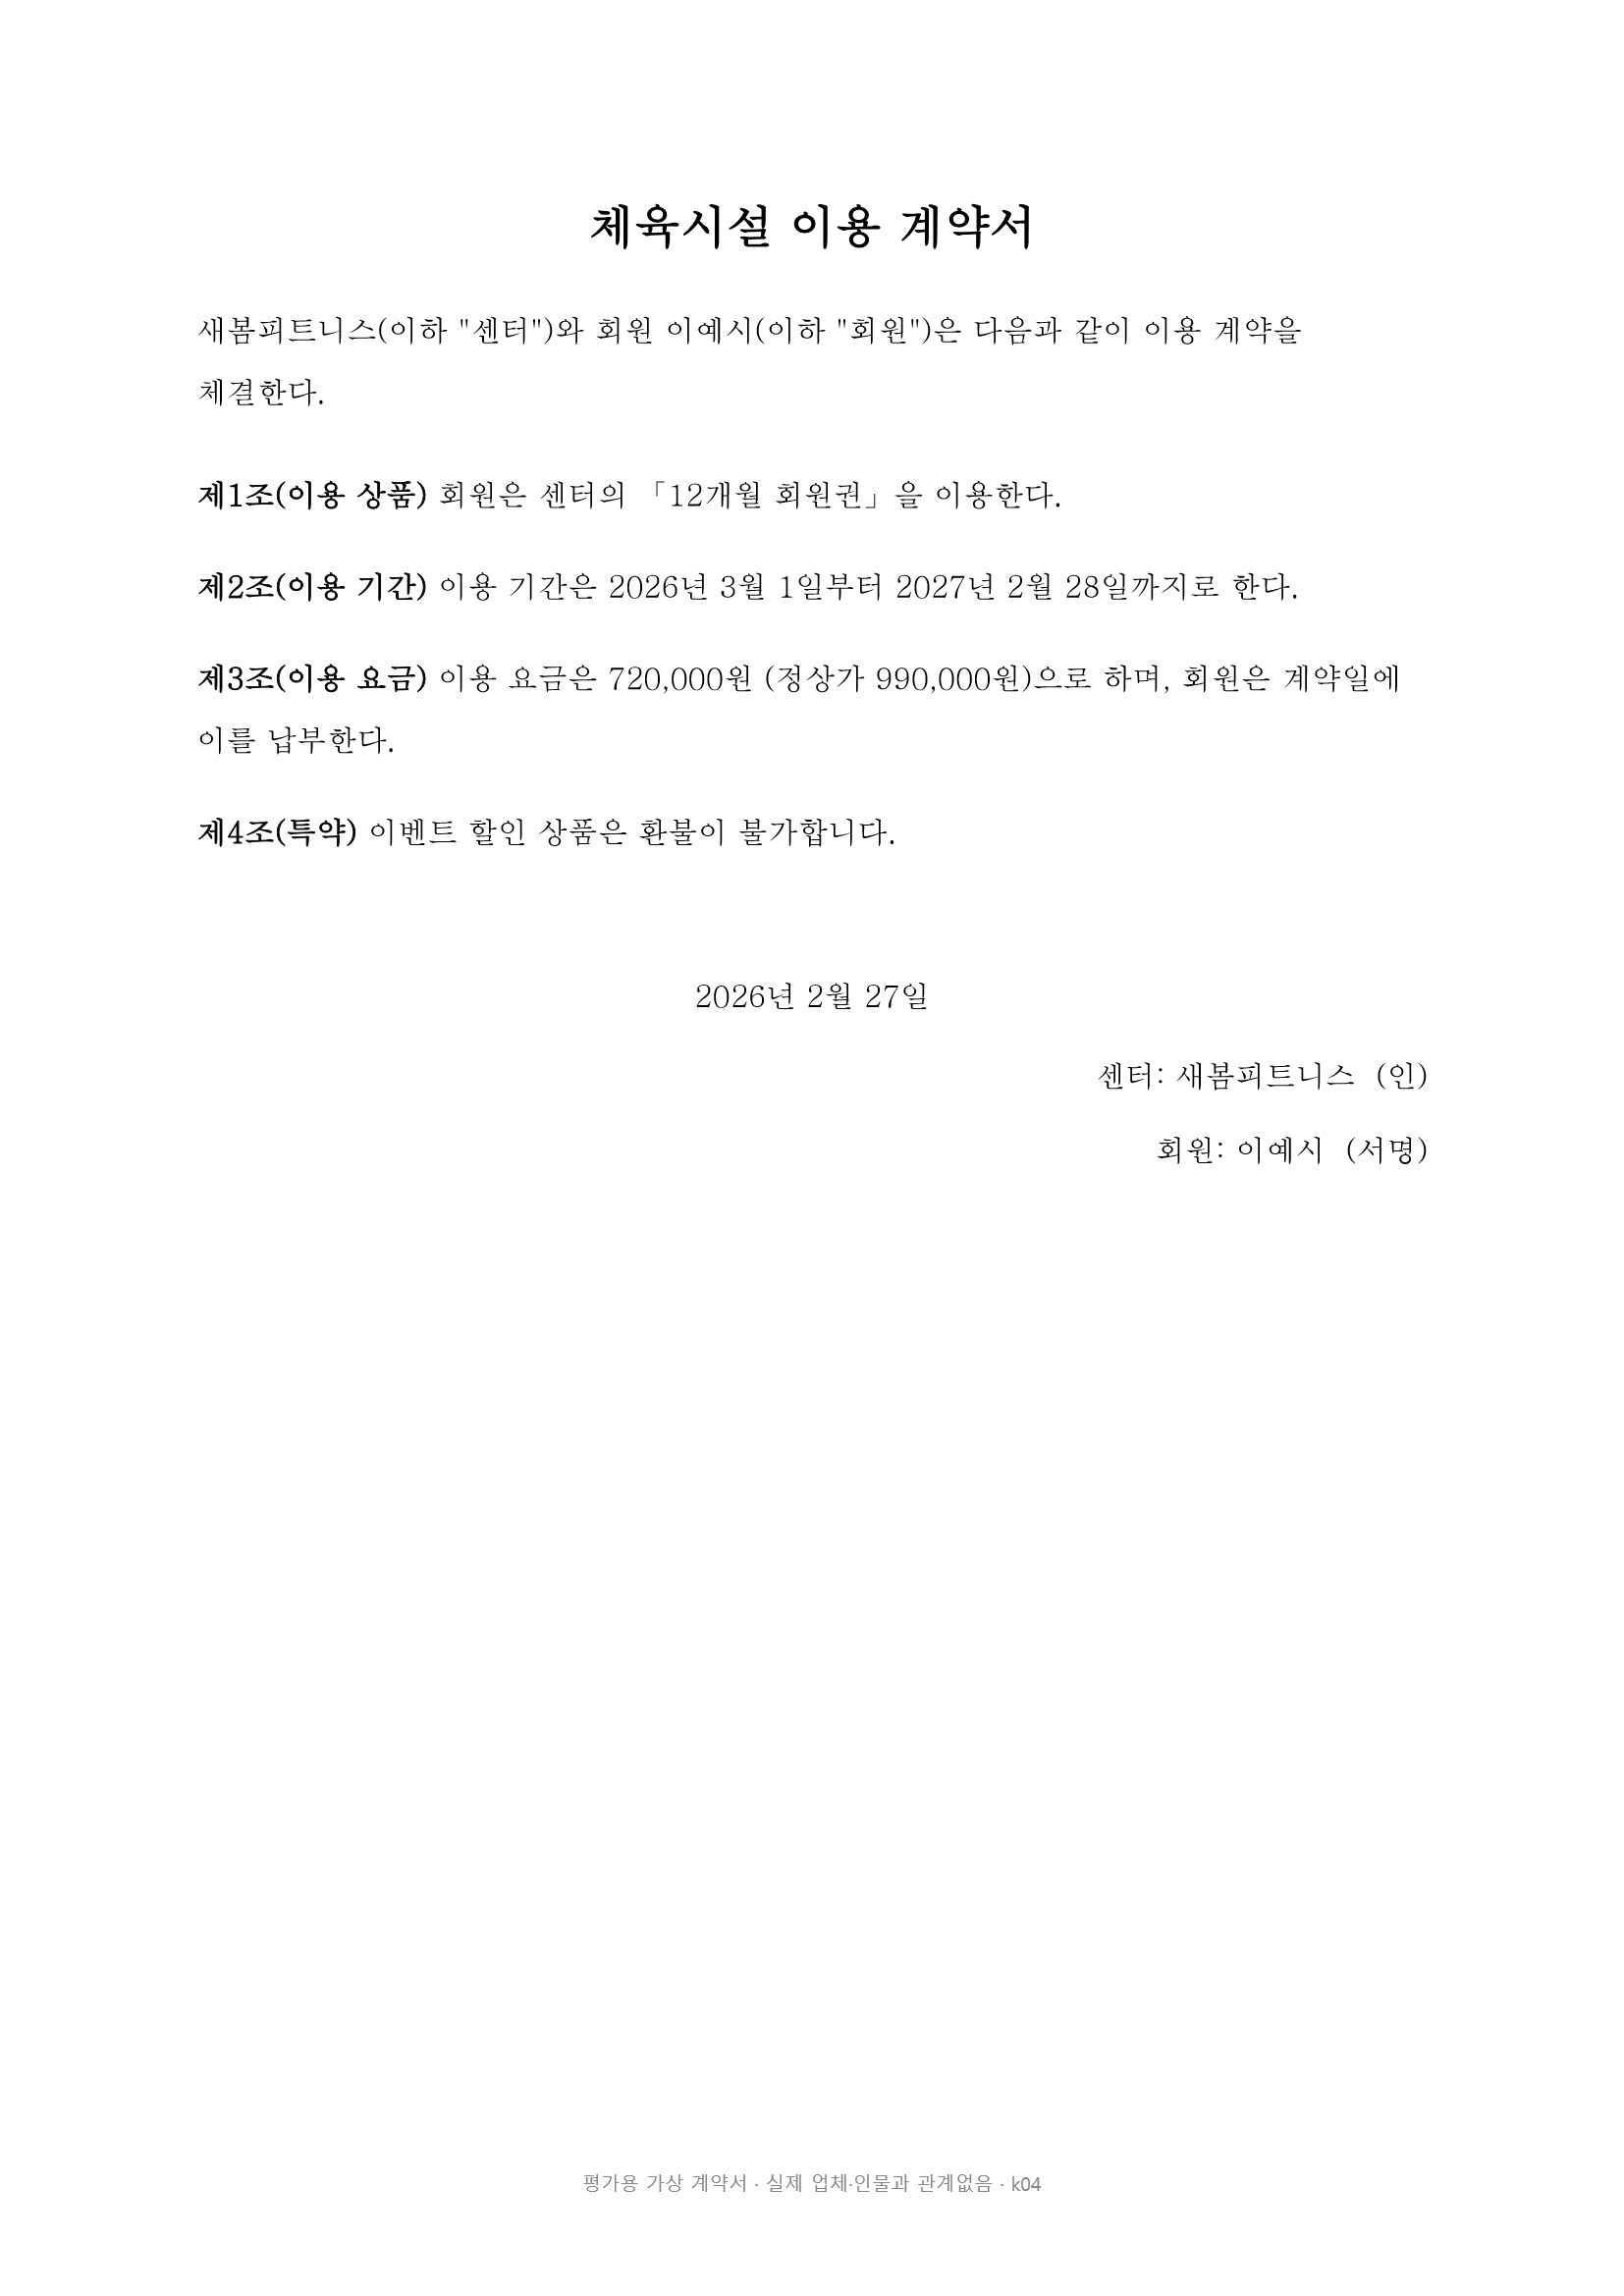 체육시설 이용 계약서
새봄피트니스(이하 "센터")와 회원 이예시(이하 "회원")은 다음과 같이 이용 계약을
체결한다.
제1조(이용 상품) 회원은 센터의 「12개월 회원권」을 이용한다.
제2조(이용 기간) 이용 기간은 2026년 3월 1일부터 2027년 2월 28일까지로 한다.
제3조(이용 요금) 이용 요금은 720,000원 (정상가 990,000원)으로 하며, 회원은 계약일에
이를 납부한다.
제4조(특약) 이벤트 할인 상품은 환불이 불가합니다.
2026년 2월 27일
센터: 새봄피트니스 (인)
회원: 이예시 (서명)
평가용 가상 계약서 · 실제 업체·인물과 관계없음 · k04